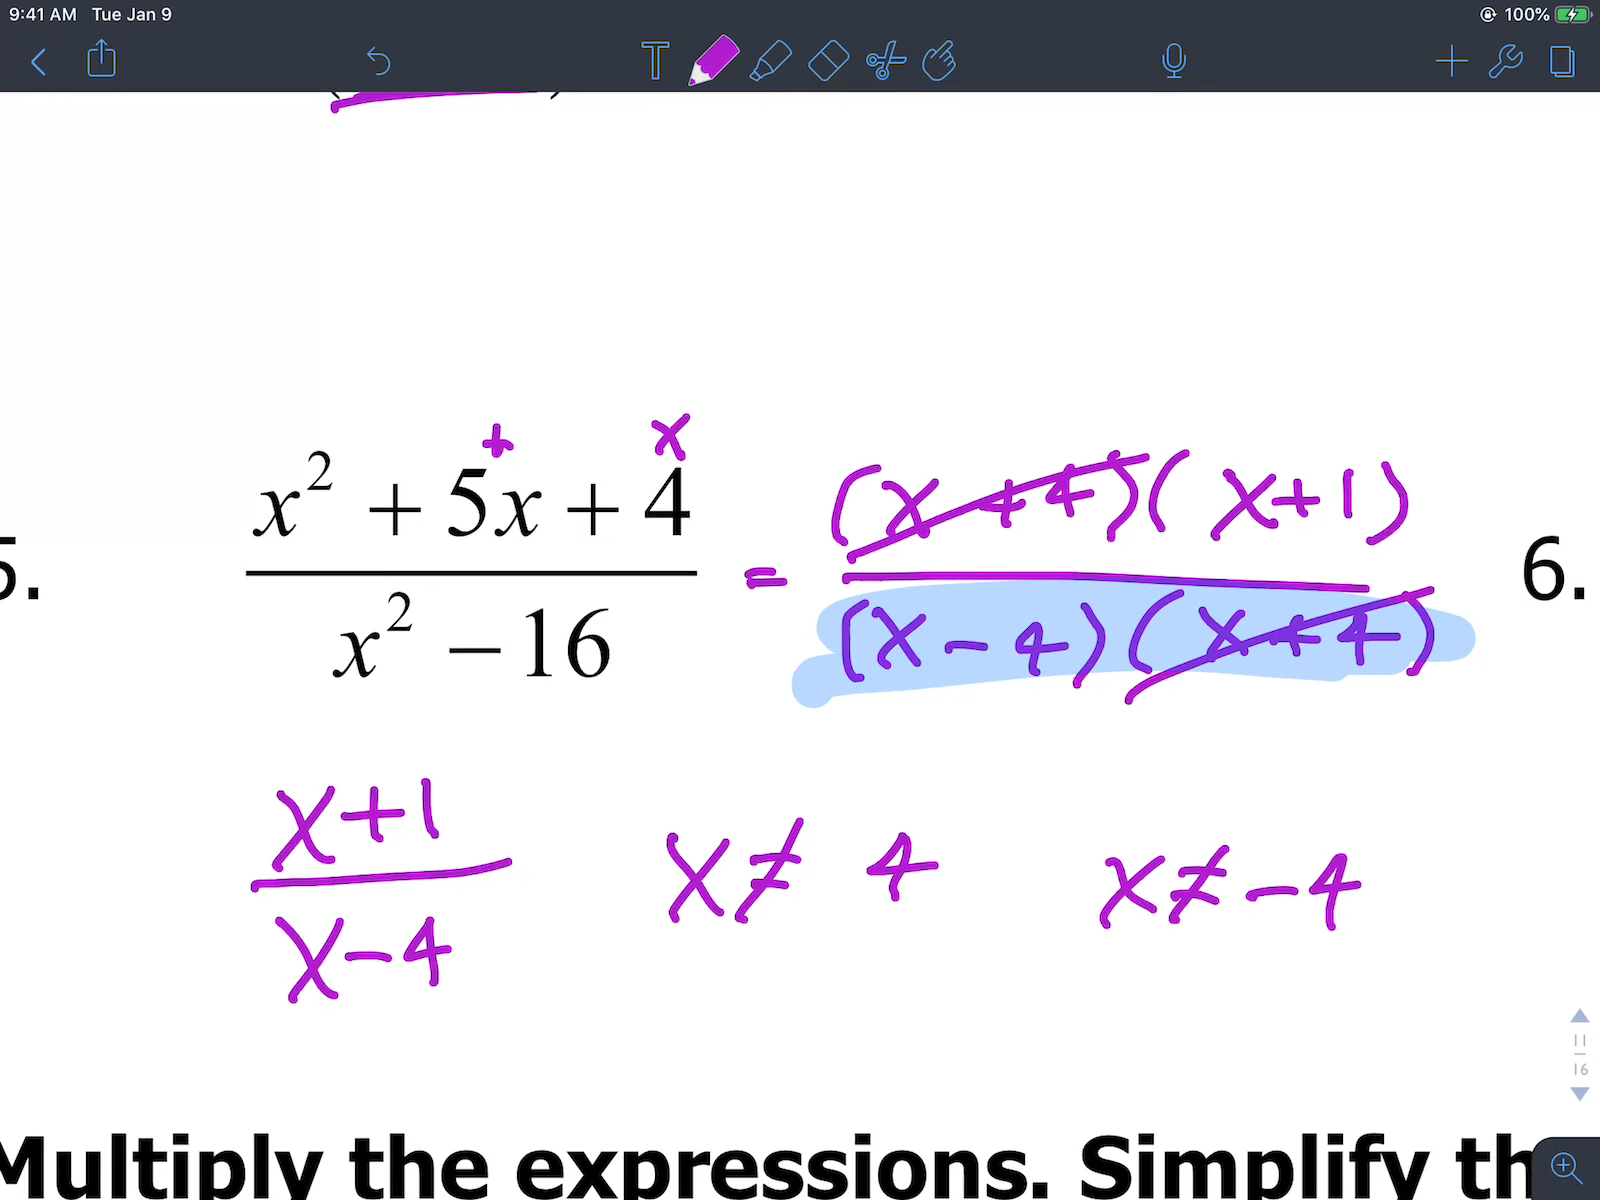 9:41 AM Tue Jan 9 100%
T
+ x
5. x² + 5x + 4 / x² − 16 = (x+4)(x+1) / (x−4)(x+4) 6.
x+1 / x−4 x≠4 x≠−4
11
16
Multiply the expressions. Simplify th